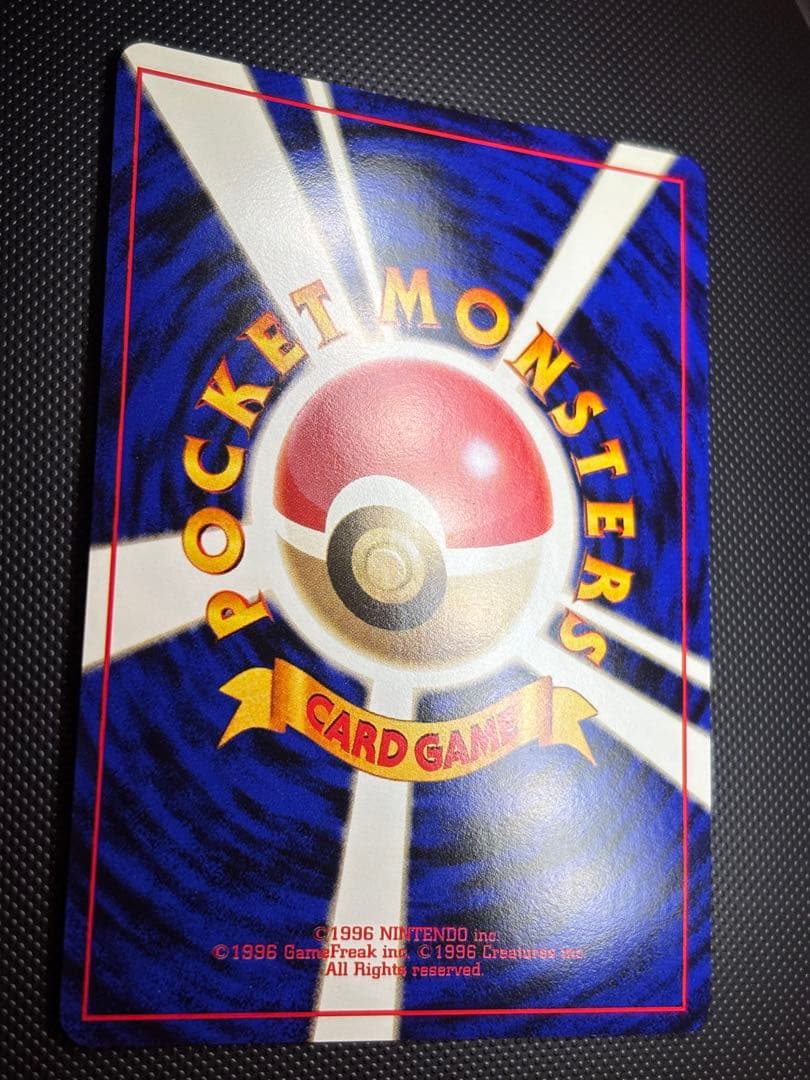 POCKET MONSTERS
CARD GAME
©1996 NINTENDO inc.
©1996 GameFreak inc. ©1996 Creatures inc.
All Rights reserved.